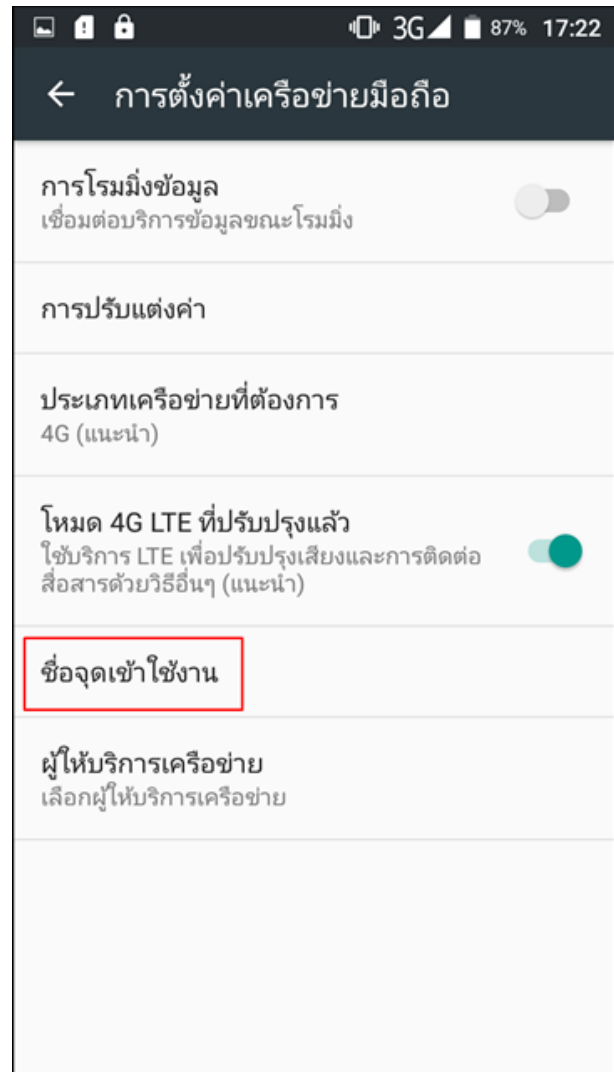 3G 87% 17:22
การตั้งค่าเครือข่ายมือถือ
การโรมมิ่งข้อมูล
เชื่อมต่อบริการข้อมูลขณะโรมมิ่ง
การปรับแต่งค่า
ประเภทเครือข่ายที่ต้องการ
4G (แนะนำ)
โหมด 4G LTE ที่ปรับปรุงแล้ว
ใช้บริการ LTE เพื่อปรับปรุงเสียงและการติดต่อ
สื่อสารด้วยวิธีอื่นๆ (แนะนำ)
ชื่อจุดเข้าใช้งาน
ผู้ให้บริการเครือข่าย
เลือกผู้ให้บริการเครือข่าย